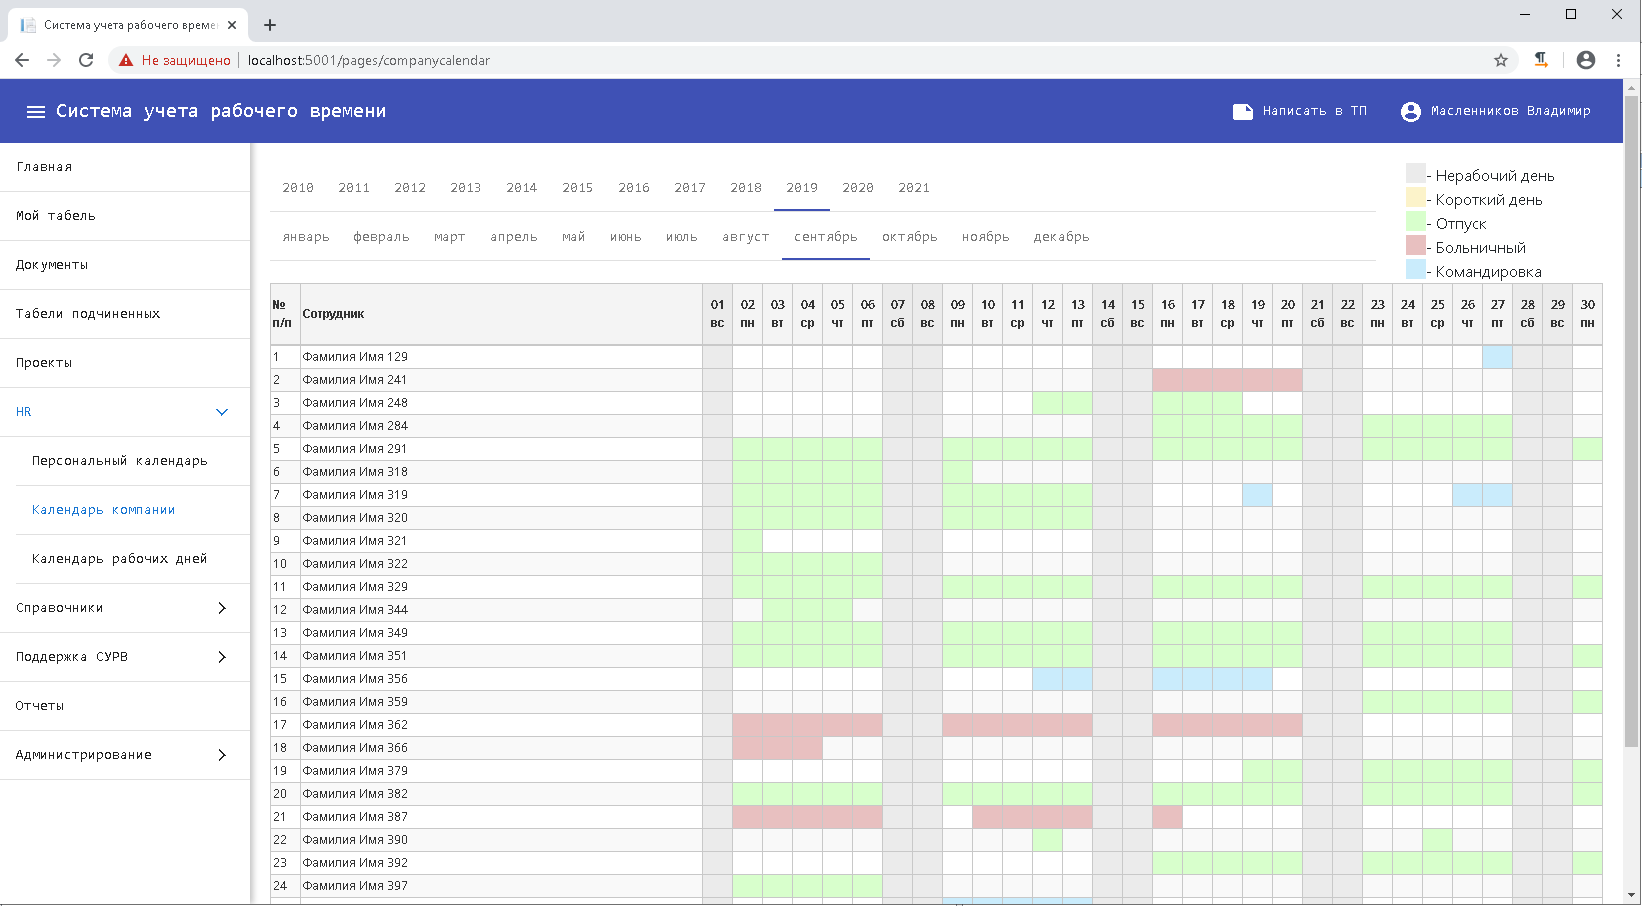 Система учета рабочего време
Не защищено
localhost:5001/pages/companycalendar
Система учета рабочего времени
Написать в ТП
Масленников Владимир
Главная
Мой табель
Документы
Табели подчиненных
Проекты
HR
Персональный календарь
Календарь компании
Календарь рабочих дней
Справочники
Поддержка СУРВ
Отчеты
Администрирование
2010 2011 2012 2013 2014 2015 2016 2017 2018 2019 2020 2021
январь февраль март апрель май июнь июль август сентябрь октябрь ноябрь декабрь
- Нерабочий день
- Короткий день
- Отпуск
- Больничный
- Командировка
№ п/п Сотрудник 01 вс 02 пн 03 вт 04 ср 05 чт 06 пт 07 сб 08 вс 09 пн 10 вт 11 ср 12 чт 13 пт 14 сб 15 вс 16 пн 17 вт 18 ср 19 чт 20 пт 21 сб 22 вс 23 пн 24 вт 25 ср 26 чт 27 пт 28 сб 29 вс 30 пн
1 Фамилия Имя 129
2 Фамилия Имя 241
3 Фамилия Имя 248
4 Фамилия Имя 284
5 Фамилия Имя 291
6 Фамилия Имя 318
7 Фамилия Имя 319
8 Фамилия Имя 320
9 Фамилия Имя 321
10 Фамилия Имя 322
11 Фамилия Имя 329
12 Фамилия Имя 344
13 Фамилия Имя 349
14 Фамилия Имя 351
15 Фамилия Имя 356
16 Фамилия Имя 359
17 Фамилия Имя 362
18 Фамилия Имя 366
19 Фамилия Имя 379
20 Фамилия Имя 382
21 Фамилия Имя 387
22 Фамилия Имя 390
23 Фамилия Имя 392
24 Фамилия Имя 397